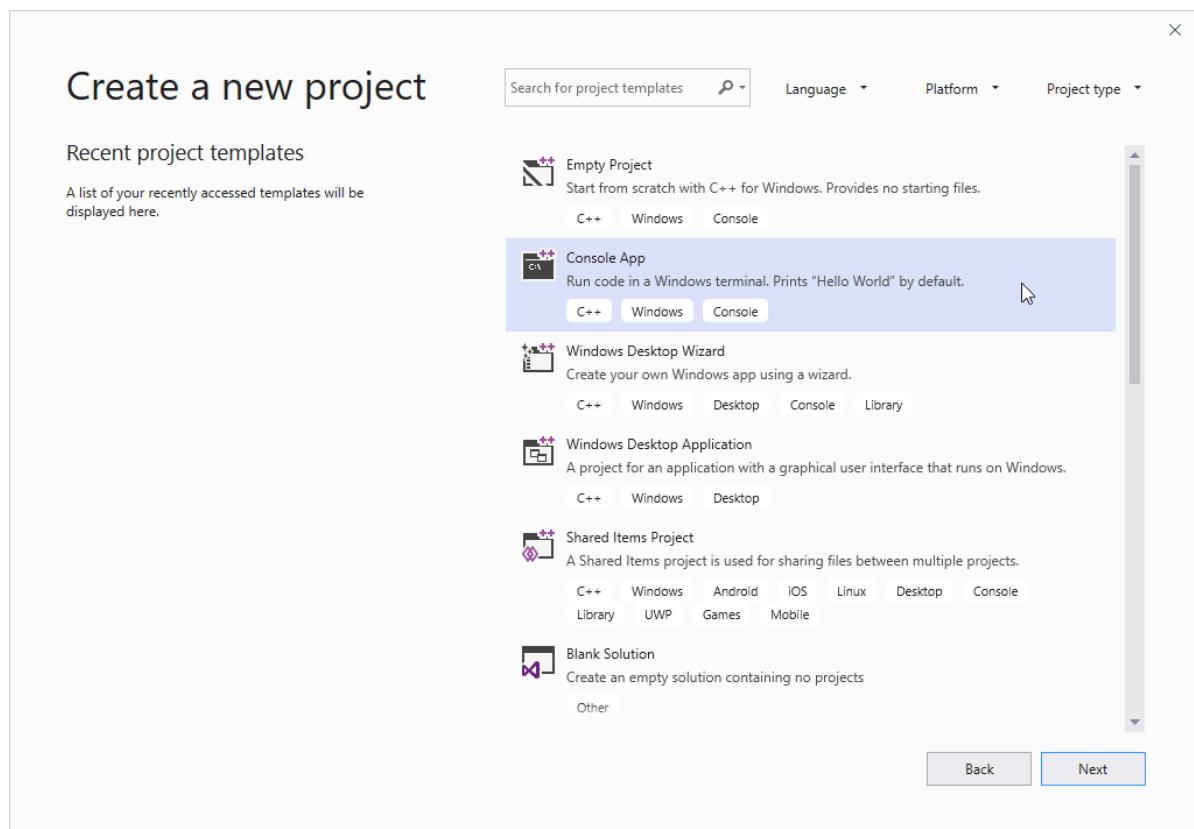 Create a new project
Search for project templates
Language
Platform
Project type
Recent project templates
A list of your recently accessed templates will be
displayed here.
Empty Project
Start from scratch with C++ for Windows. Provides no starting files.
C++ Windows Console
C:\
Console App
Run code in a Windows terminal. Prints "Hello World" by default.
C++ Windows Console
Windows Desktop Wizard
Create your own Windows app using a wizard.
C++ Windows Desktop Console Library
Windows Desktop Application
A project for an application with a graphical user interface that runs on Windows.
C++ Windows Desktop
Shared Items Project
A Shared Items project is used for sharing files between multiple projects.
C++ Windows Android iOS Linux Desktop Console
Library UWP Games Mobile
Blank Solution
Create an empty solution containing no projects
Other
Back
Next